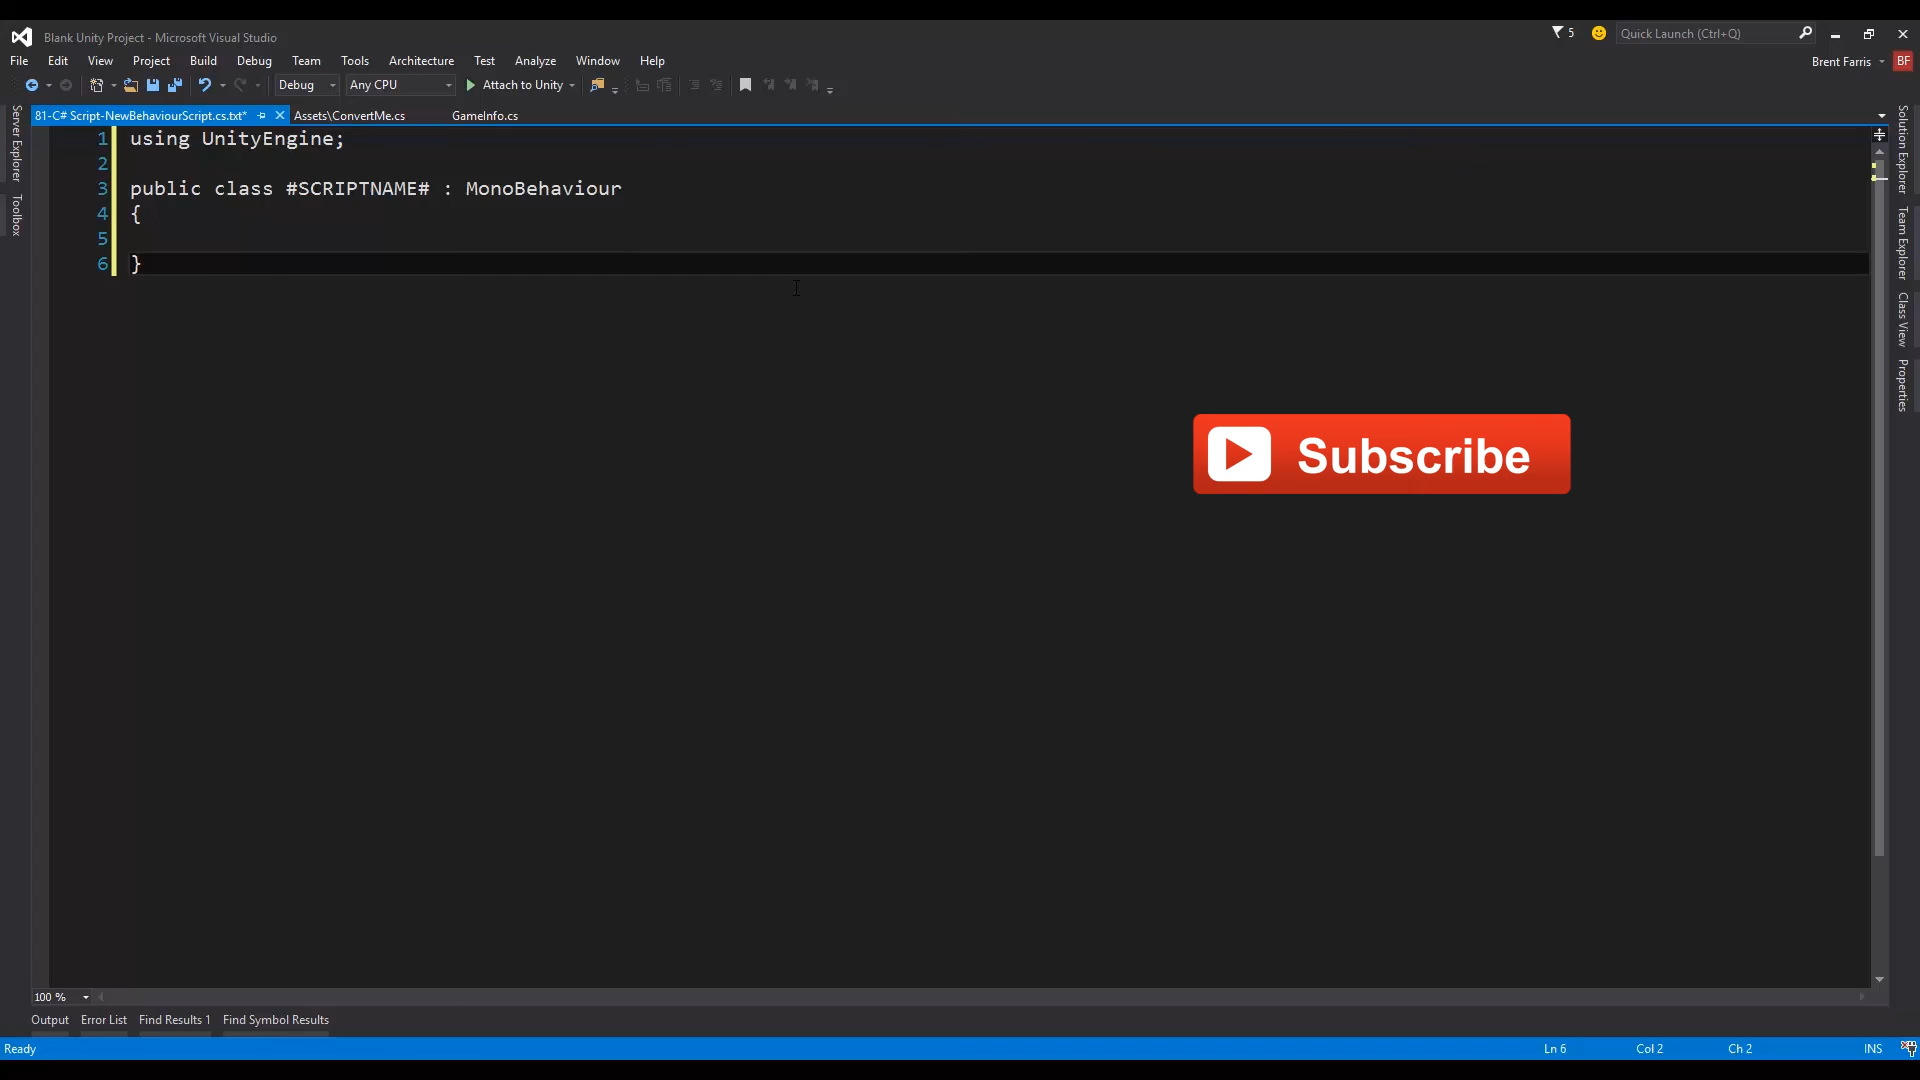 Blank Unity Project - Microsoft Visual Studio
5
Quick Launch (Ctrl+Q)
File Edit View Project Build Debug Team Tools Architecture Test Analyze Window Help
Brent Farris
BF
Debug
Any CPU
Attach to Unity
81-C# Script-NewBehaviourScript.cs.txt*
Assets\ConvertMe.cs
GameInfo.cs
Server Explorer
Toolbox
1 using UnityEngine;
2
3 public class #SCRIPTNAME# : MonoBehaviour
4 {
5
6 }
Subscribe
Solution Explorer
Team Explorer
Class View
Properties
100 %
Output Error List Find Results 1 Find Symbol Results
Ready
Ln 6
Col 2
Ch 2
INS